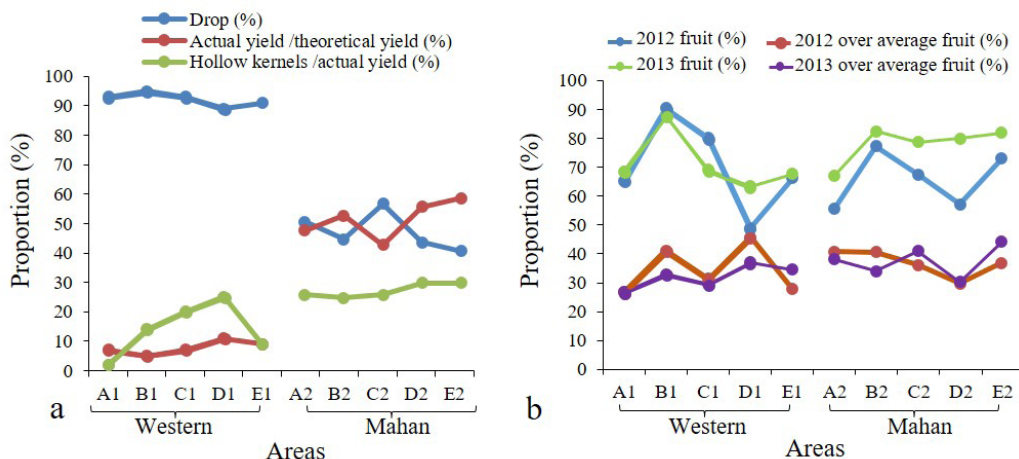 Drop (%)
Actual yield /theoretical yield (%)
Hollow kernels /actual yield (%)
100
90
80
70
60
50
40
30
20
10
0
Proportion (%)
A1 B1 C1 D1 E1 A2 B2 C2 D2 E2
Western Mahan
Areas
a
2012 fruit (%) 2012 over average fruit (%)
2013 fruit (%) 2013 over average fruit (%)
100
90
80
70
60
50
40
30
20
10
0
Proportion (%)
A1 B1 C1 D1 E1 A2 B2 C2 D2 E2
Western Mahan
Areas
b